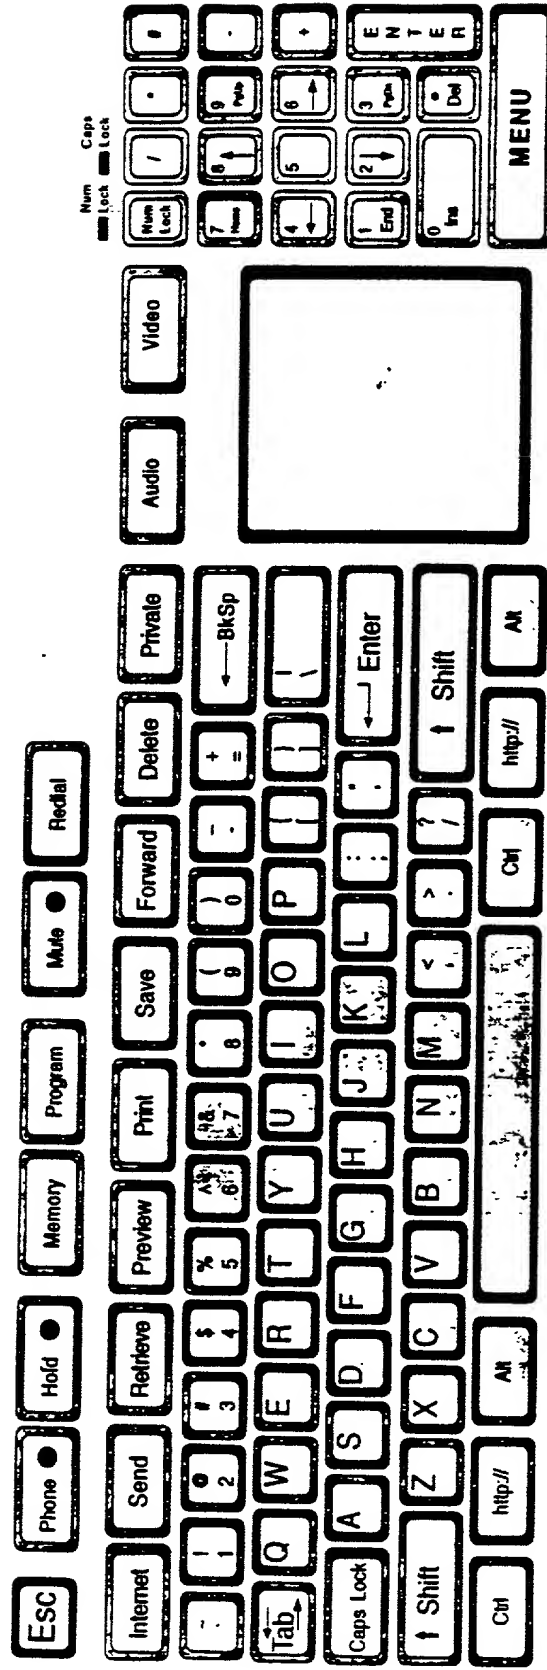 ESC Phone Hold Memory Program Mute Redial
Num Lock Caps Lock
Internet Send Retrieve Preview Print Save Forward Delete Private Audio Video Num Lock / * #
~ 2 # 3 $ 4 % 5 ^ 6 & 7 * 8 ( 9 ) 0 - + = ← BkSp 7 Home 8 ↑ 9 PgUp -
Tab Q W E R T Y U I O P { } | \ 4 ← 5 6 → +
Caps Lock A S D F G H J K L : ; " ↵ Enter 1 End 2 ↓ 3 PgDn ENTER
↑ Shift Z X C V B N M < , > . ? / ↑ Shift 0 Ins • Del
Ctrl http:// Alt Ctrl http:// Alt MENU